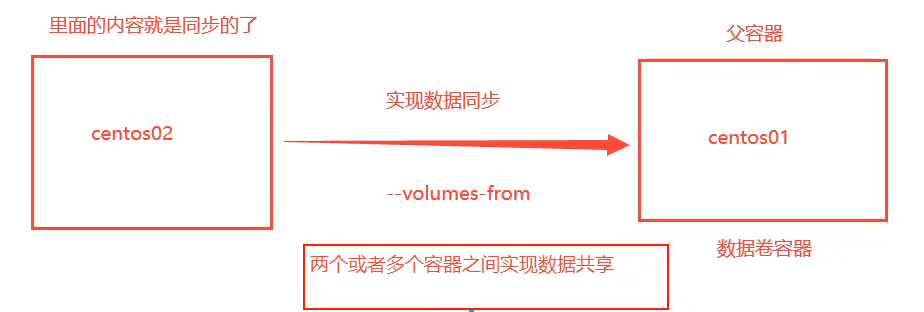 里面的内容就是同步的了
父容器
实现数据同步
centos02
centos01
--volumes-from
数据卷容器
两个或者多个容器之间实现数据共享